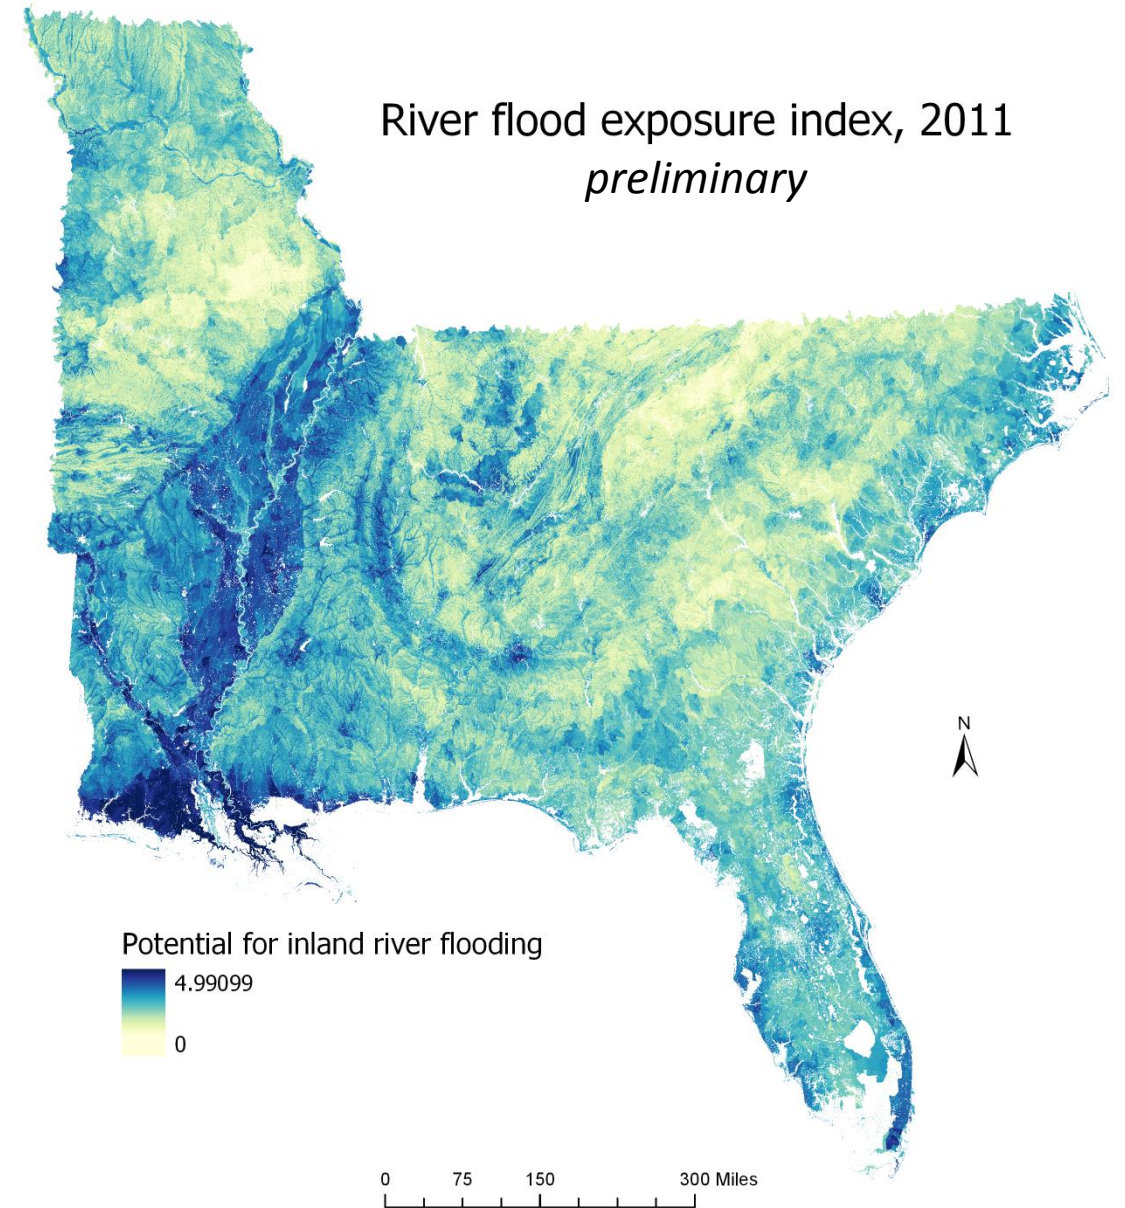 River flood exposure index, 2011
preliminary
N
Potential for inland river flooding
4.99099
0
0 75 150 300 Miles